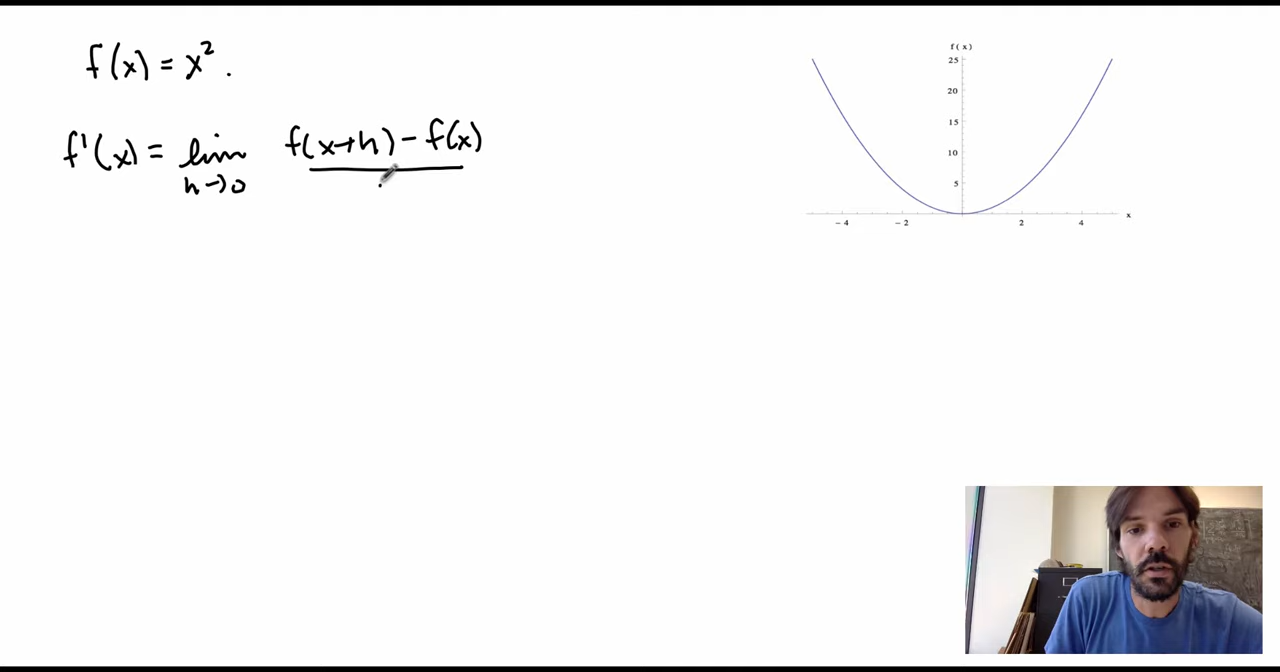 f(x) = x².
f'(x) = lim f(x+h) - f(x)
h→0
f(x)
25
20
15
10
5
-4 -2 2 4 x